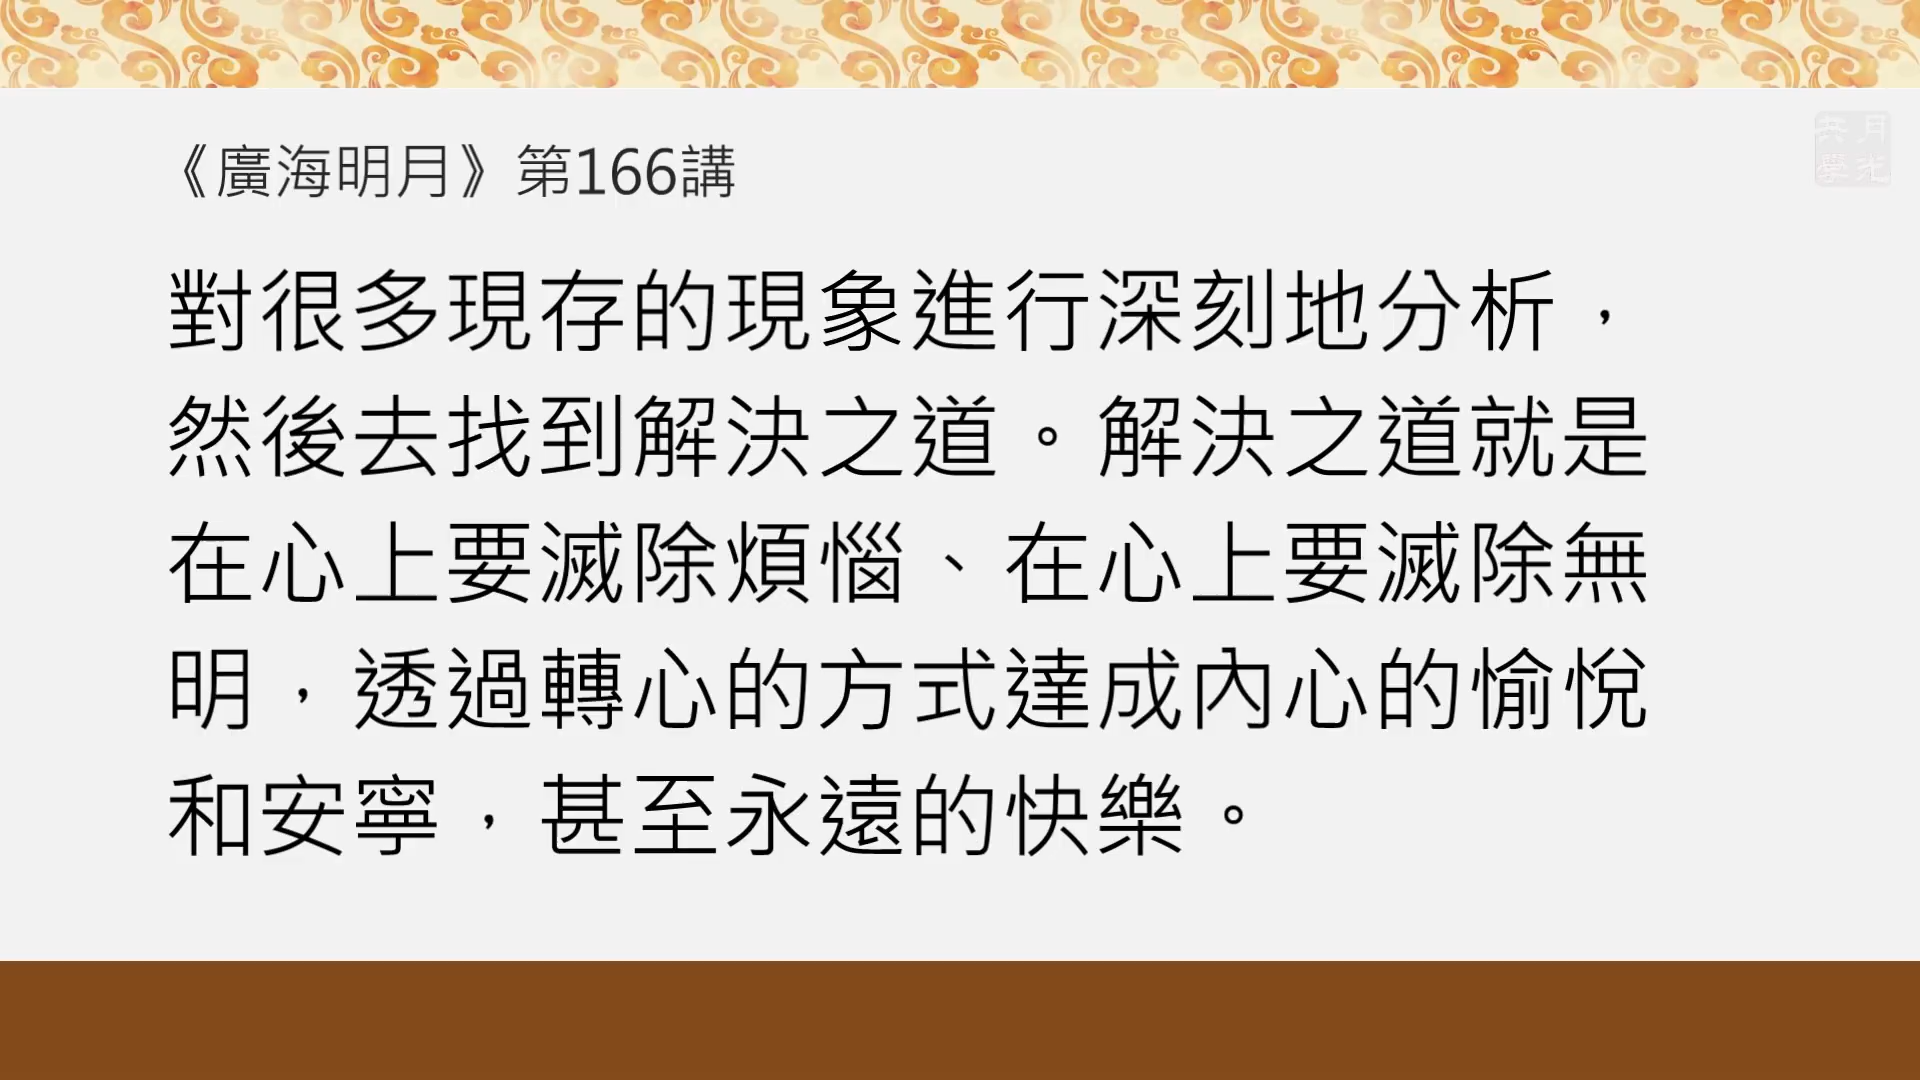 《廣海明月》第166講
月光
共學
對很多現存的現象進行深刻地分析，
然後去找到解決之道。解決之道就是
在心上要滅除煩惱、在心上要滅除無
明，透過轉心的方式達成內心的愉悅
和安寧，甚至永遠的快樂。